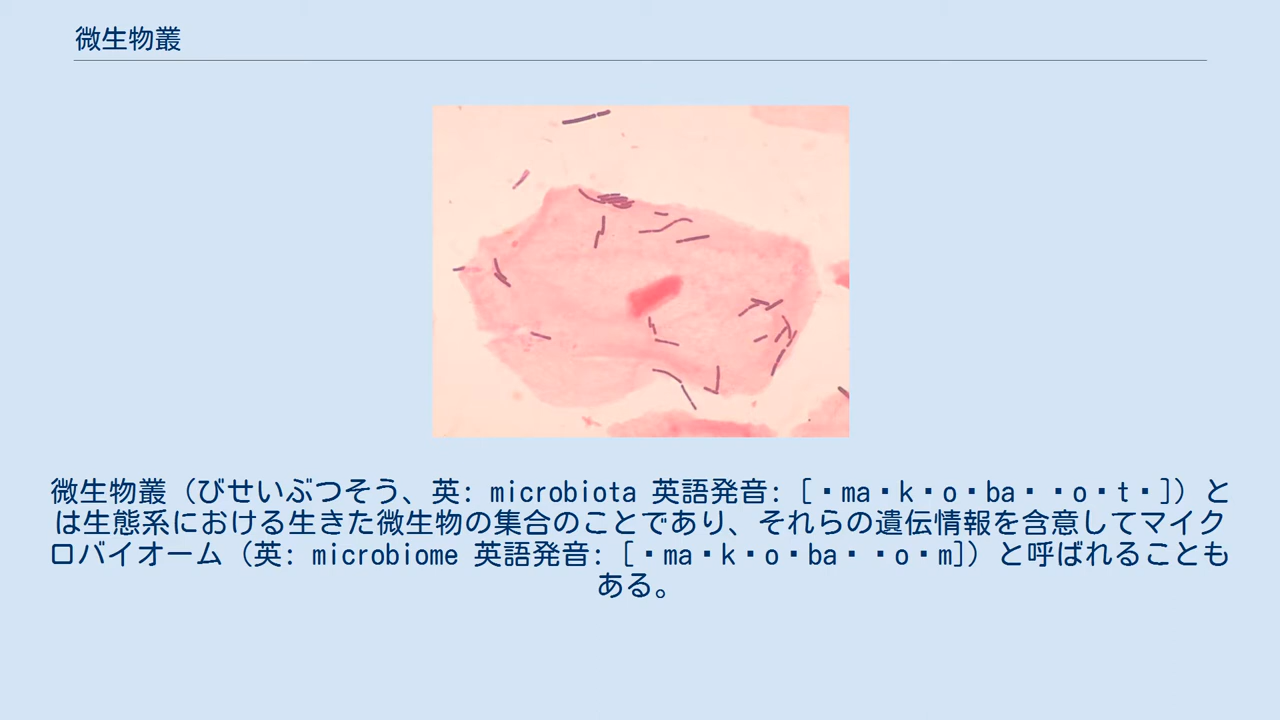 微生物叢
微生物叢（びせいぶつそう、英: microbiota 英語発音: [・ma・k・o・ba・・o・t・]）と
は生態系における生きた微生物の集合のことであり、それらの遺伝情報を含意してマイク
ロバイオーム（英: microbiome 英語発音: [・ma・k・o・ba・・o・m]）と呼ばれることも
ある。